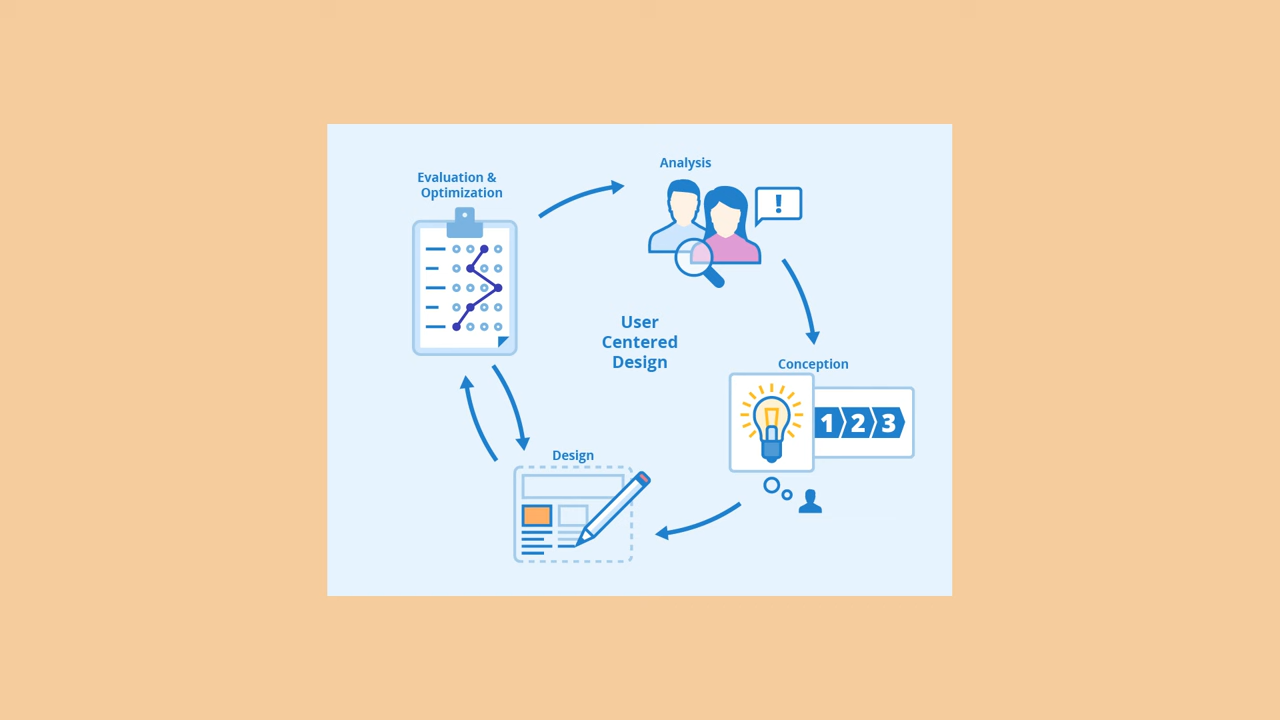 Analysis
Evaluation &
Optimization
!
User
Centered
Design
Conception
1 2 3
Design